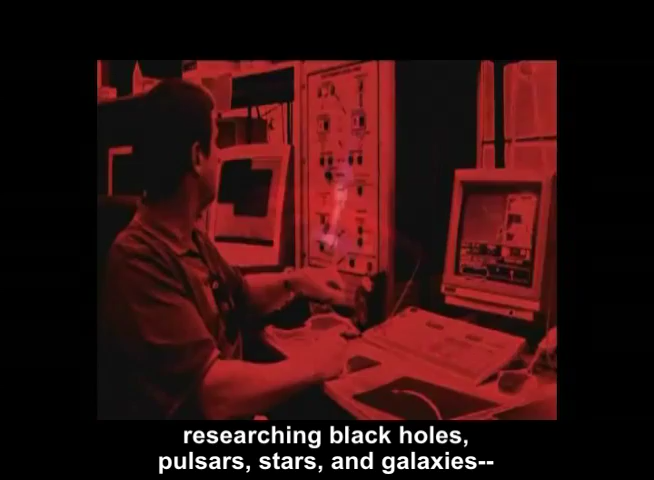 researching black holes,
pulsars, stars, and galaxies--